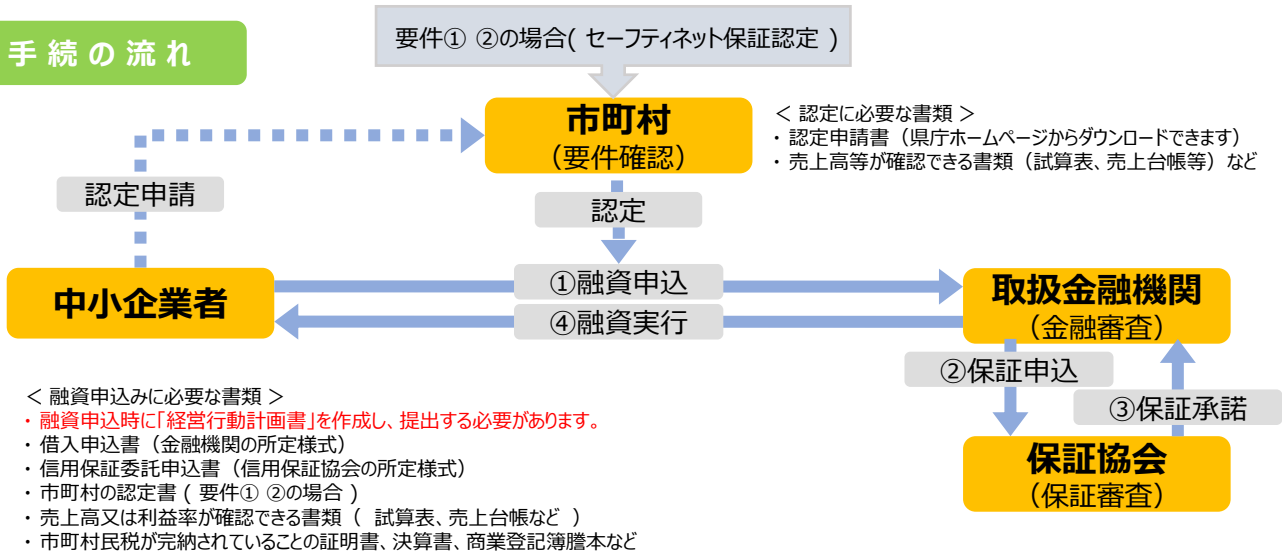 手続の流れ
要件① ②の場合( セーフティネット保証認定 )
市町村
（要件確認）
＜ 認定に必要な書類 ＞
・ 認定申請書（県庁ホームページからダウンロードできます）
・ 売上高等が確認できる書類（試算表、売上台帳等）など
認定申請
認定
中小企業者
①融資申込
④融資実行
取扱金融機関
（金融審査）
②保証申込
③保証承諾
保証協会
（保証審査）
＜ 融資申込みに必要な書類 ＞
・ 融資申込時に「経営行動計画書」を作成し、提出する必要があります。
・ 借入申込書（金融機関の所定様式）
・ 信用保証委託申込書（信用保証協会の所定様式）
・ 市町村の認定書 ( 要件① ②の場合 )
・ 売上高又は利益率が確認できる書類（ 試算表、売上台帳など ）
・ 市町村民税が完納されていることの証明書、決算書、商業登記簿謄本など